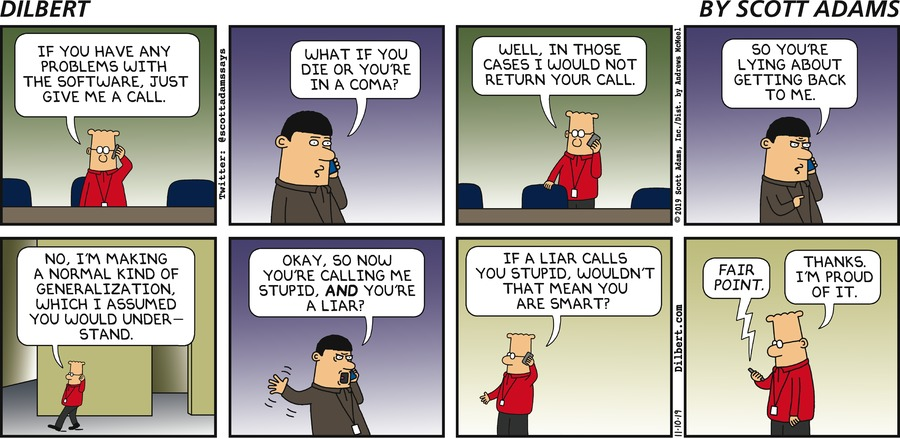 DILBERT
BY SCOTT ADAMS
IF YOU HAVE ANY
PROBLEMS WITH
THE SOFTWARE, JUST
GIVE ME A CALL.
Twitter: @scottadamssays
WHAT IF YOU
DIE OR YOU'RE
IN A COMA?
WELL, IN THOSE
CASES I WOULD NOT
RETURN YOUR CALL.
©2019 Scott Adams, Inc./Dist. by Andrews McMeel
SO YOU'RE
LYING ABOUT
GETTING BACK
TO ME.
NO, I'M MAKING
A NORMAL KIND OF
GENERALIZATION,
WHICH I ASSUMED
YOU WOULD UNDER-
STAND.
OKAY, SO NOW
YOU'RE CALLING ME
STUPID, AND YOU'RE
A LIAR?
IF A LIAR CALLS
YOU STUPID, WOULDN'T
THAT MEAN YOU
ARE SMART?
Dilbert.com
11-10-19
FAIR
POINT.
THANKS.
I'M PROUD
OF IT.